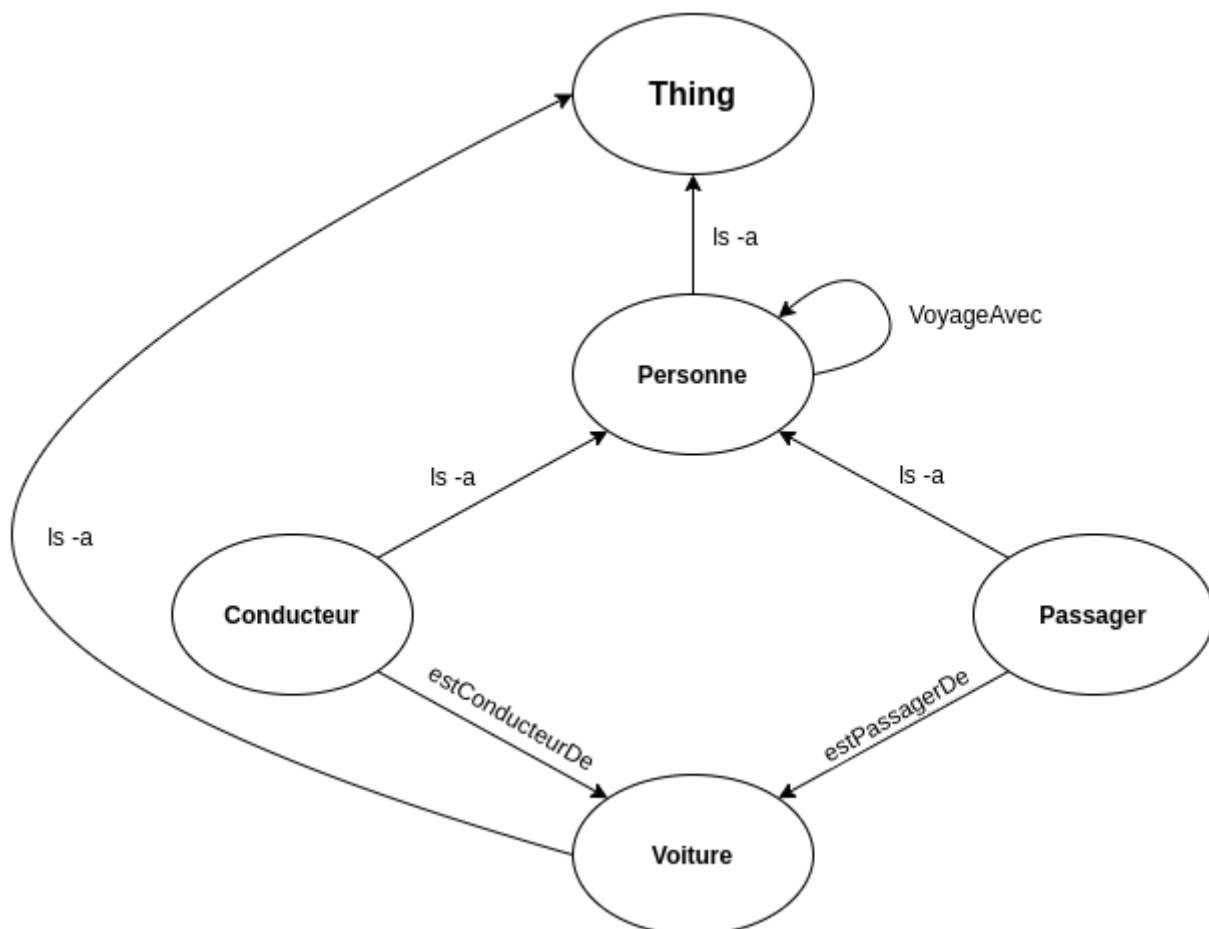 Thing
Is -a
VoyageAvec
Personne
Is -a
Is -a
Is -a
Conducteur
Passager
estConducteurDe
estPassagerDe
Voiture